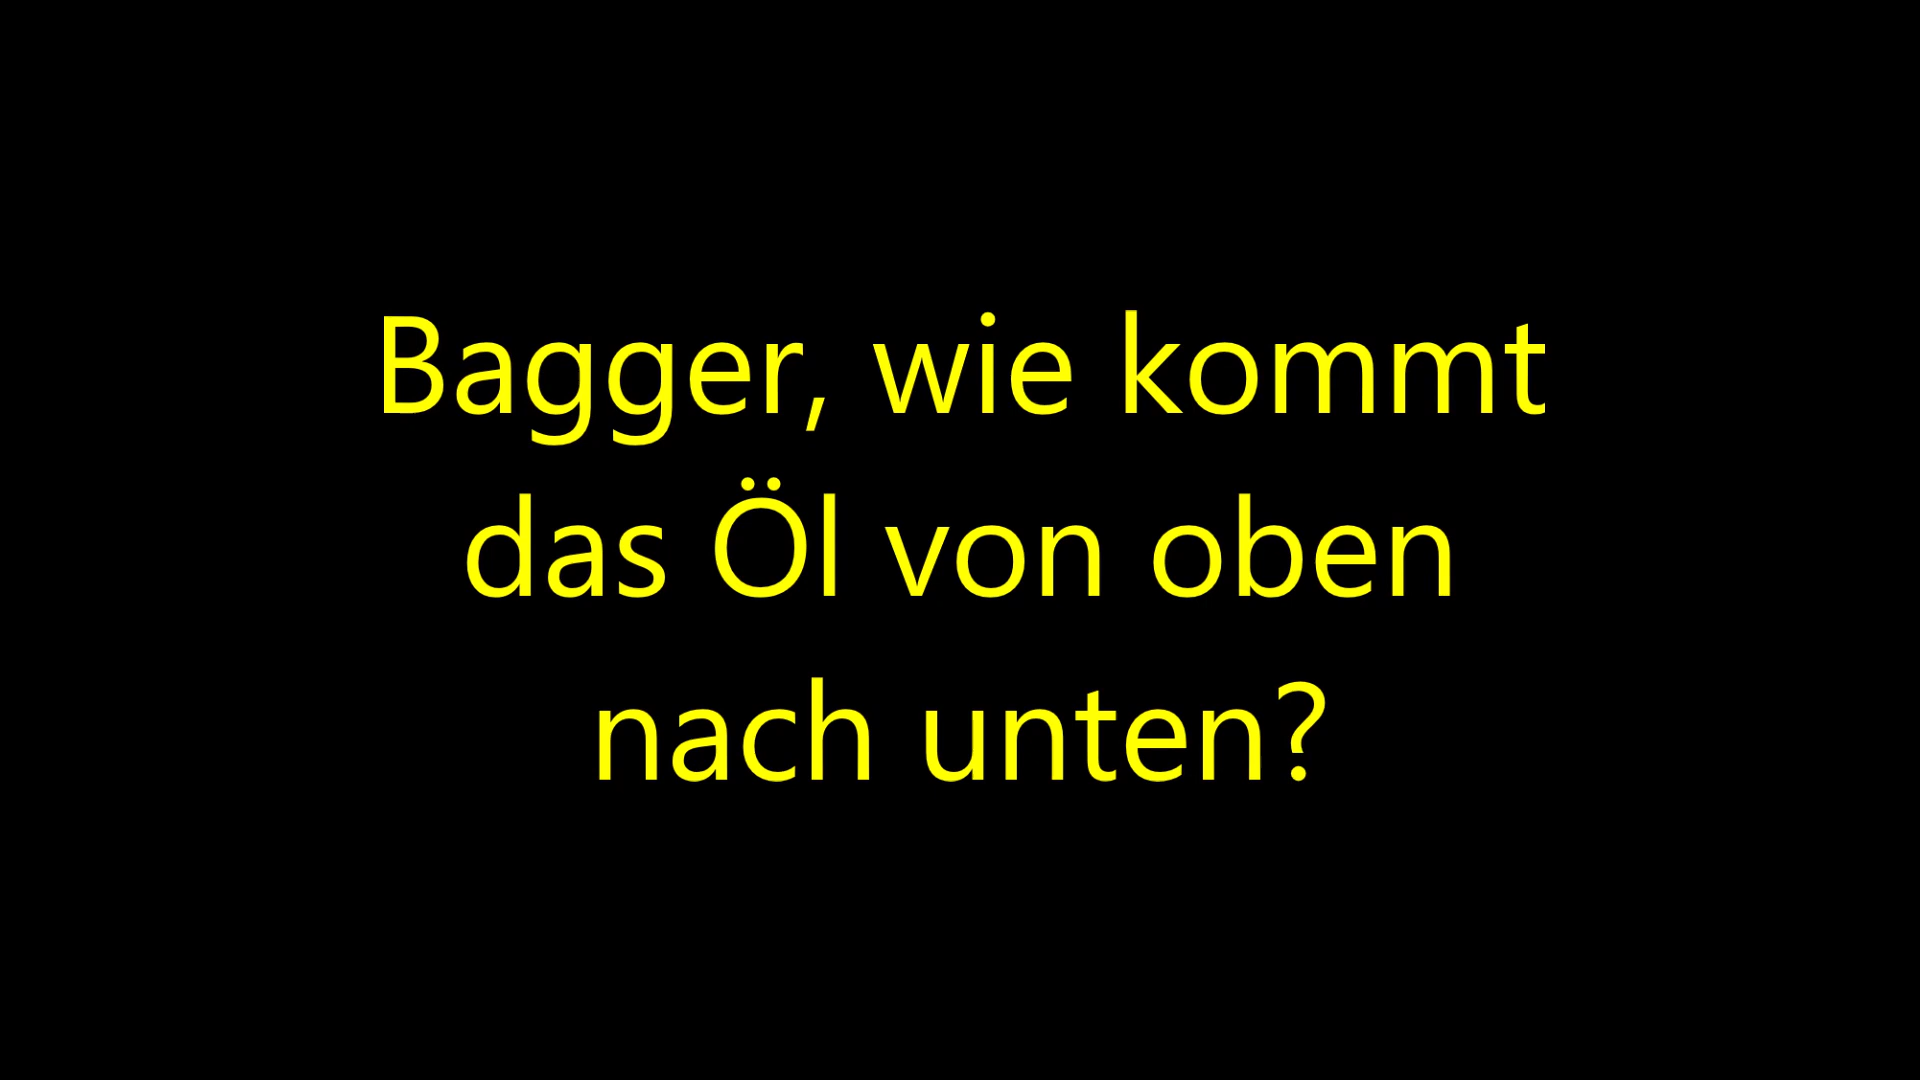 Bagger, wie kommt
das Öl von oben
nach unten?